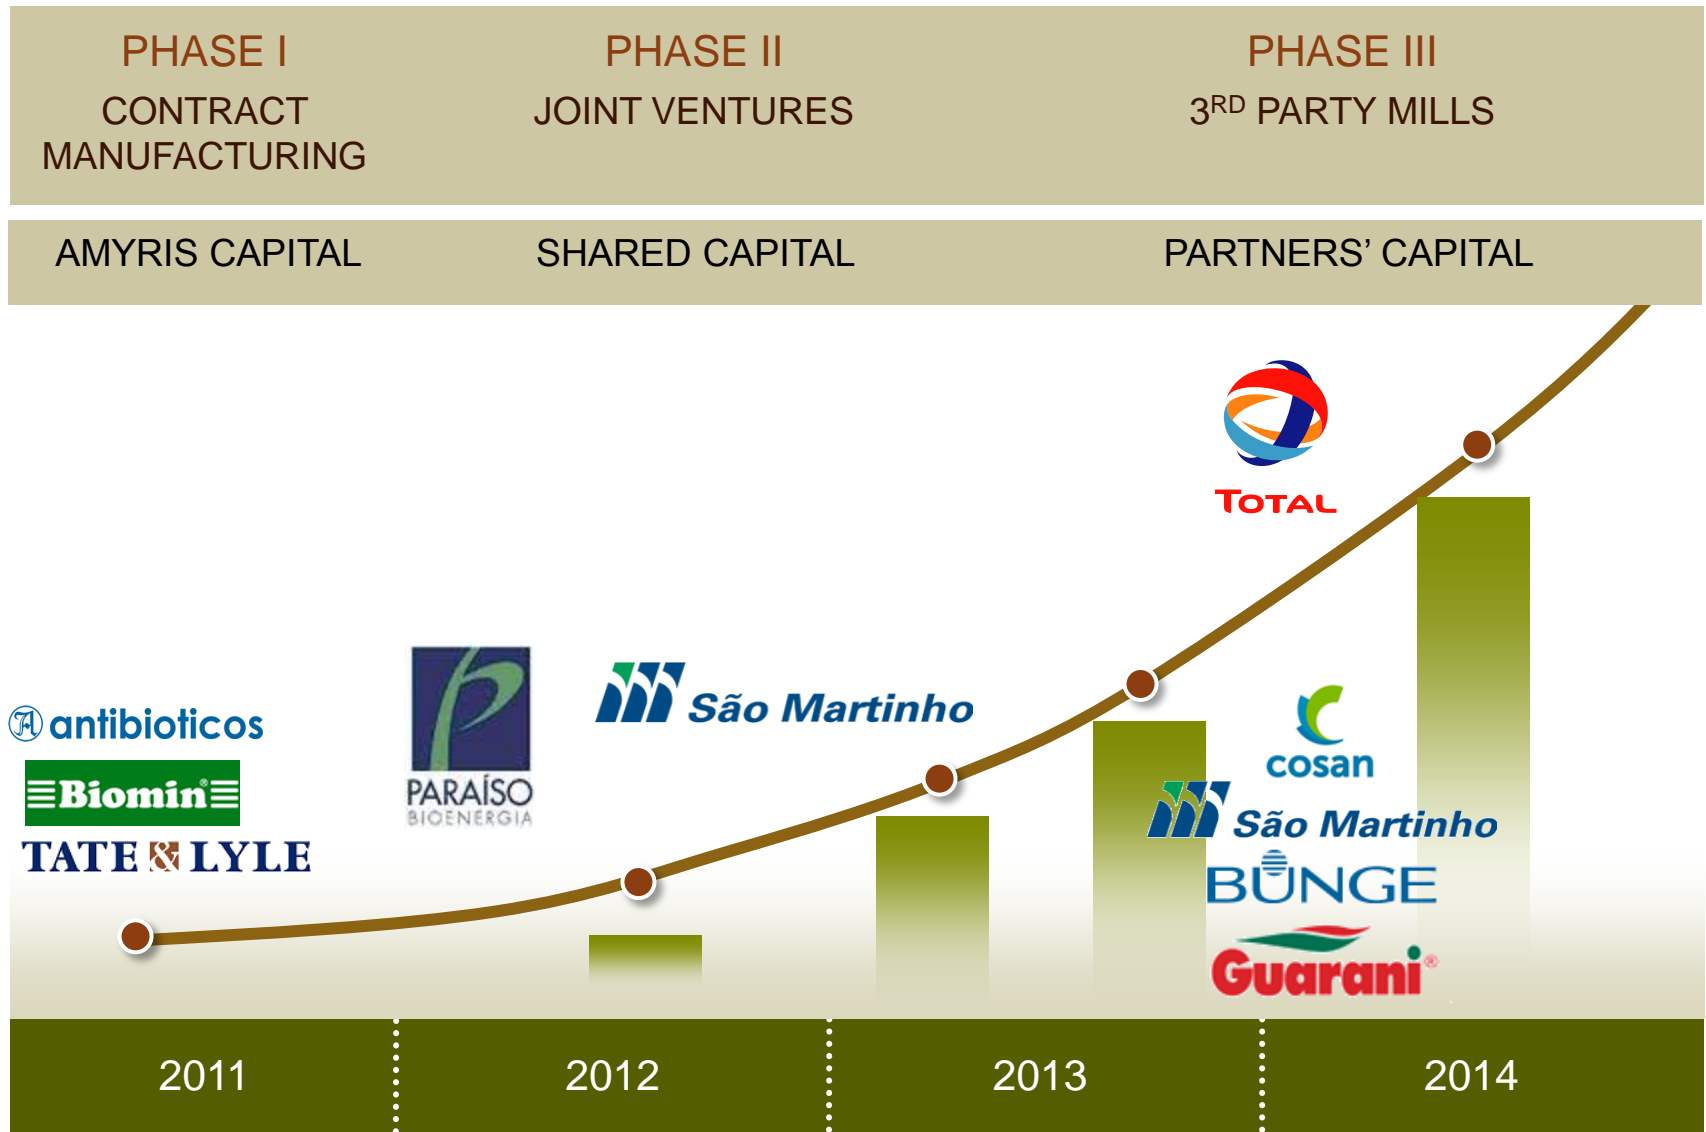 PHASE I
CONTRACT
MANUFACTURING
PHASE II
JOINT VENTURES
PHASE III
3RD PARTY MILLS
AMYRIS CAPITAL
SHARED CAPITAL
PARTNERS’ CAPITAL
TOTAL
A antibioticos
Biomin®
TATE & LYLE
PARAÍSO
BIOENERGIA
São Martinho
cosan
São Martinho
BUNGE
Guarani®
2011
2012
2013
2014